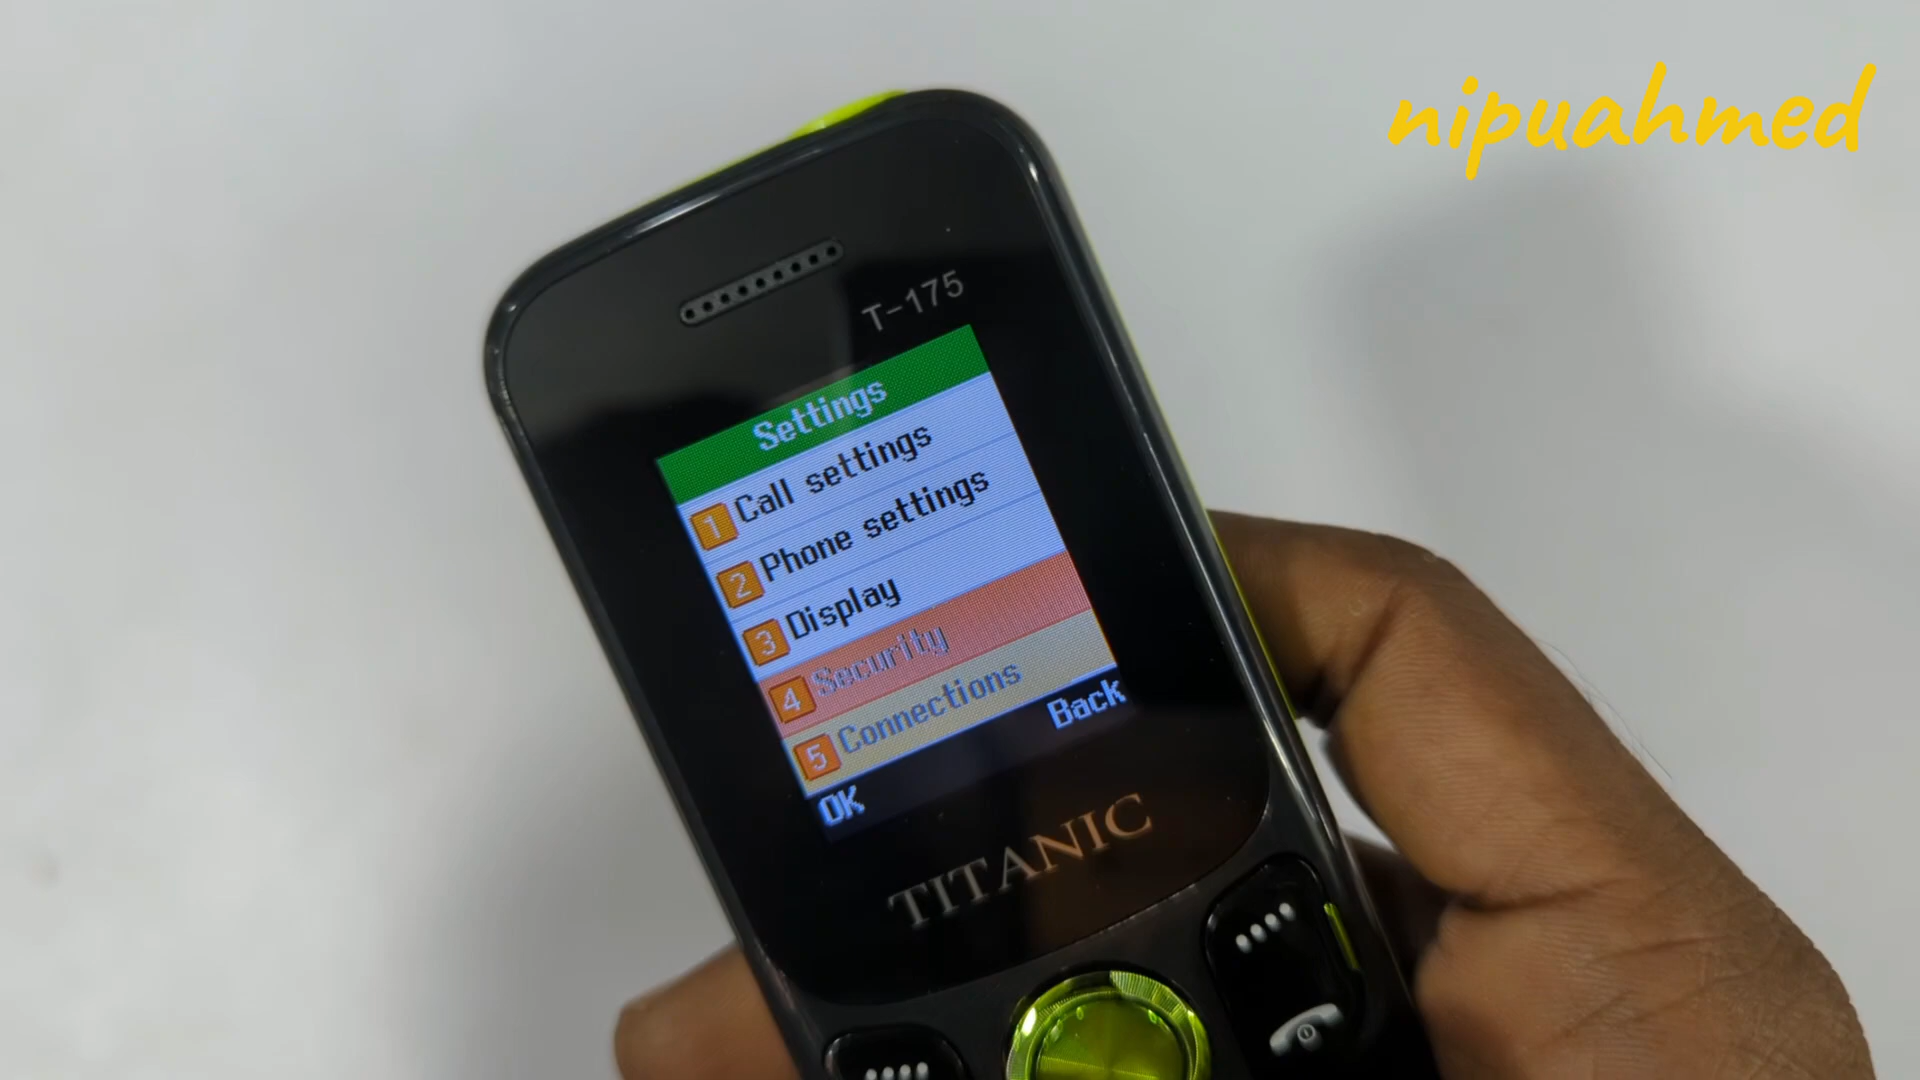 nipuahmed
T-175
Settings
1 Call settings
2 Phone settings
3 Display
4 Security
5 Connections
OK Back
TITANIC